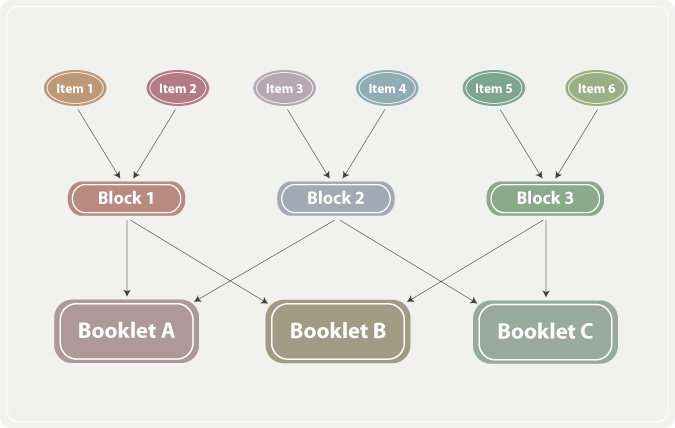 Item 1
Item 2
Item 3
Item 4
Item 5
Item 6
Block 1
Block 2
Block 3
Booklet A
Booklet B
Booklet C